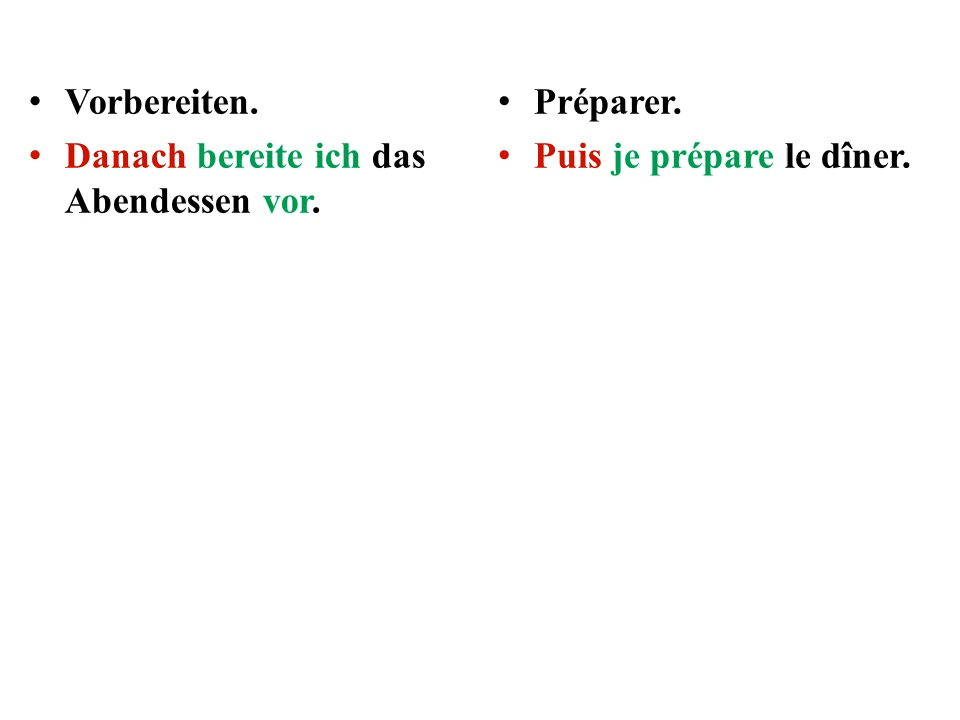 • Vorbereiten.
• Danach bereite ich das
Abendessen vor.
• Préparer.
• Puis je prépare le dîner.